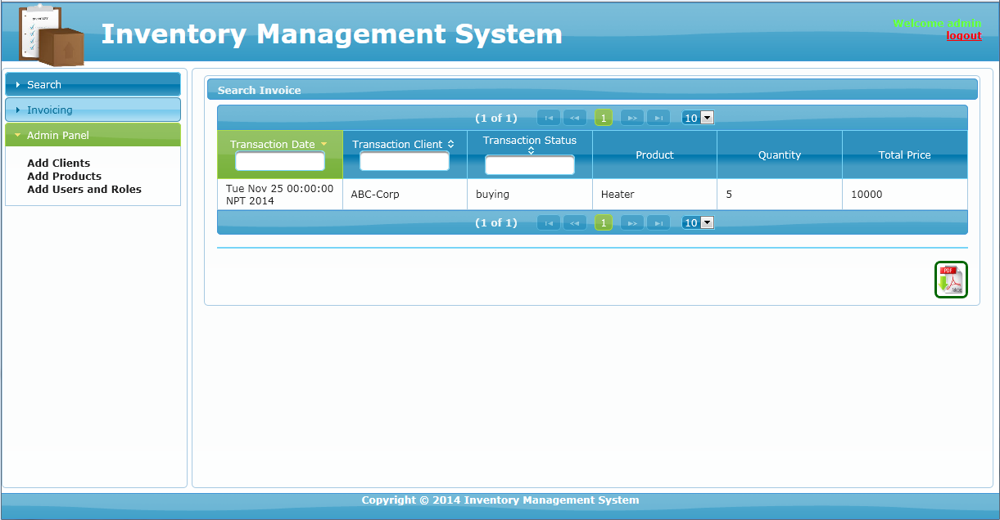 Inventory Management System
Welcome admin
logout
Search
Invoicing
Admin Panel
Add Clients
Add Products
Add Users and Roles
Search Invoice
(1 of 1) 1 10
Transaction Date Transaction Client Transaction Status Product Quantity Total Price
Tue Nov 25 00:00:00
NPT 2014
ABC-Corp buying Heater 5 10000
(1 of 1) 1 10
PDF
Copyright © 2014 Inventory Management System